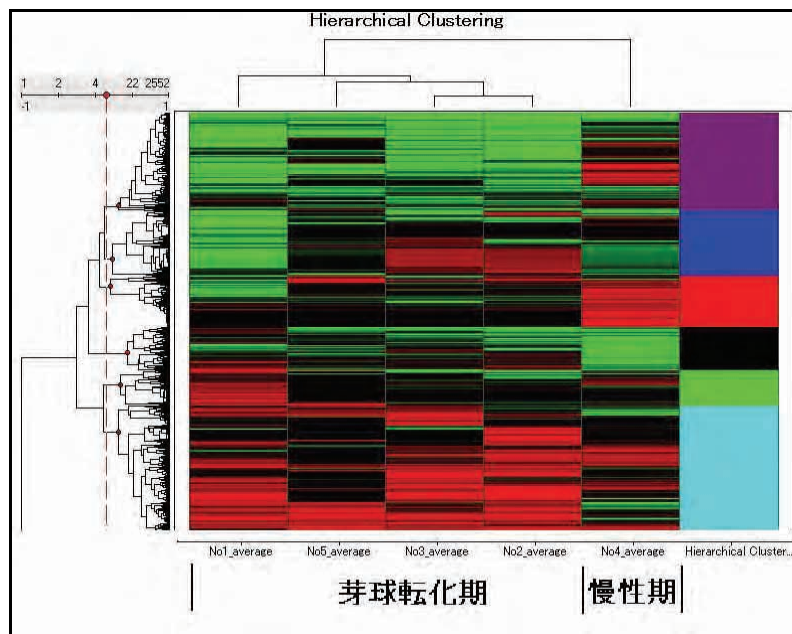 Hierarchical Clustering
1 2 4 22 2552
-1 1
No1_average No5_average No3_average No2_average No4_average Hierarchical Cluster...
芽球転化期 慢性期